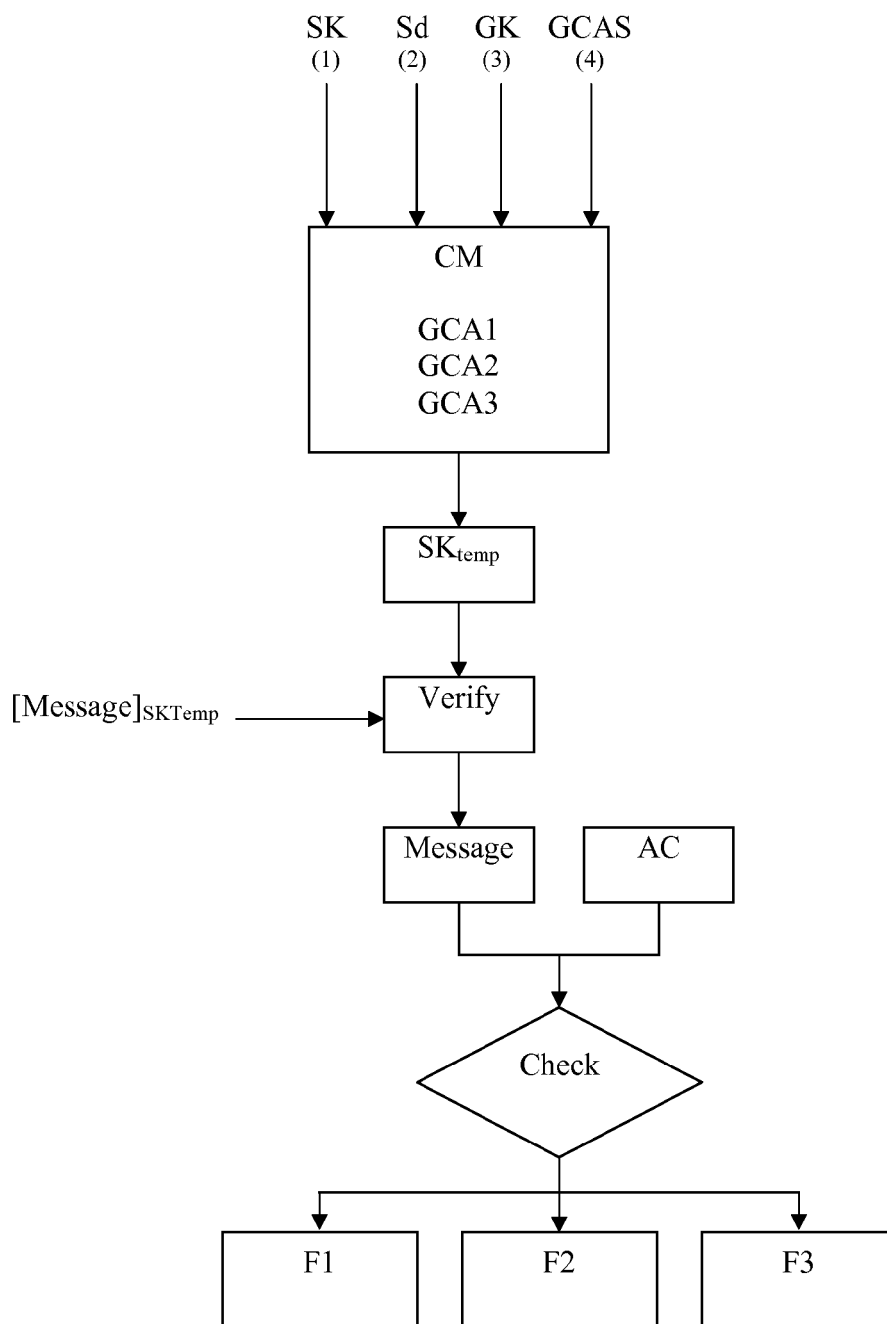 SK Sd GK GCAS
(1) (2) (3) (4)
CM
GCA1
GCA2
GCA3
SKtemp
Verify
[Message]SKTemp
Message AC
Check
F1 F2 F3